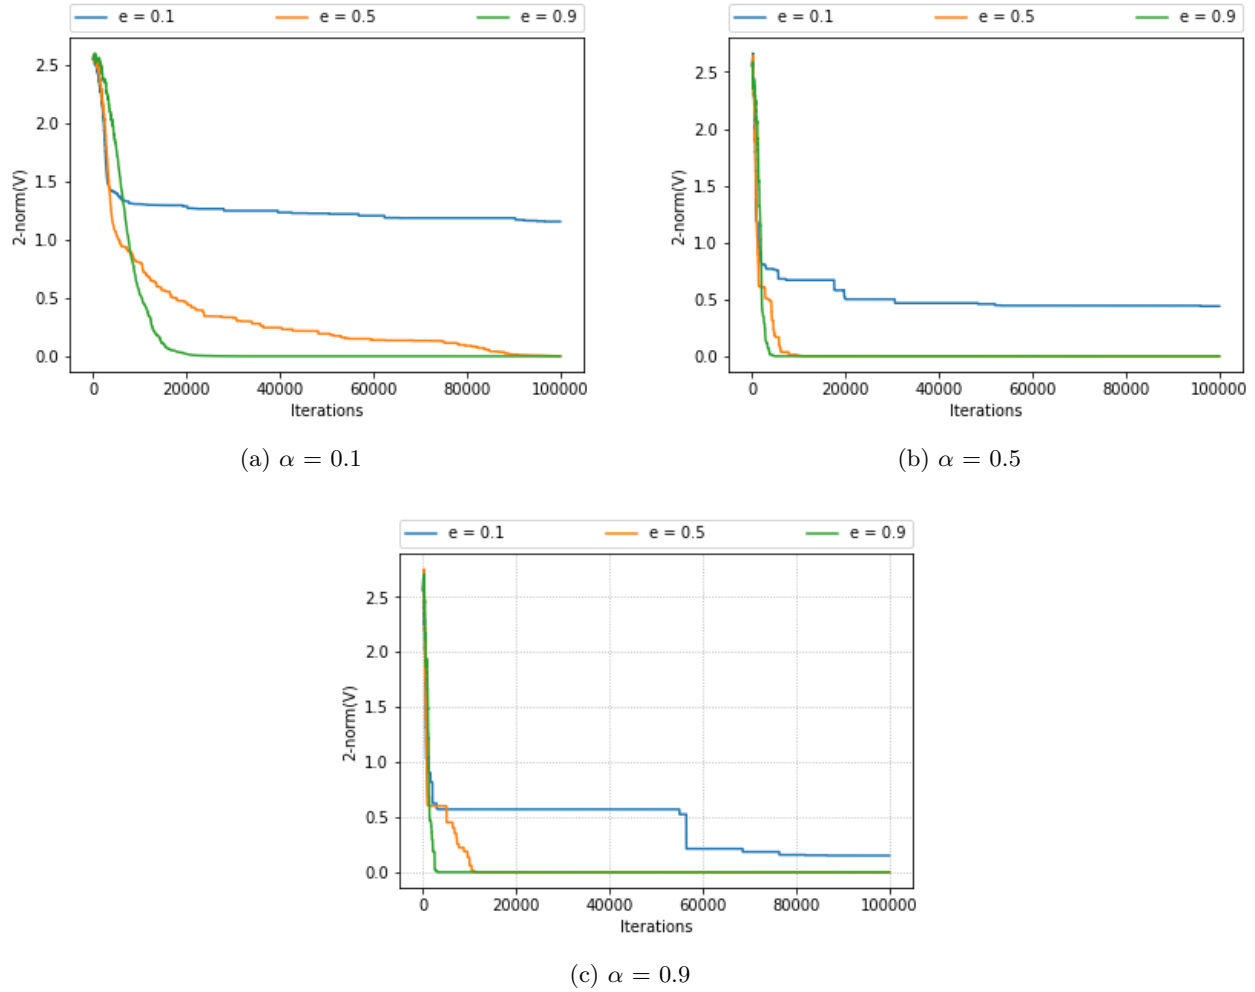 e = 0.1 e = 0.5 e = 0.9
2-norm(V)
2.5
2.0
1.5
1.0
0.5
0.0
0 20000 40000 60000 80000 100000
Iterations
(a) α = 0.1
e = 0.1 e = 0.5 e = 0.9
2-norm(V)
2.5
2.0
1.5
1.0
0.5
0.0
0 20000 40000 60000 80000 100000
Iterations
(b) α = 0.5
e = 0.1 e = 0.5 e = 0.9
2-norm(V)
2.5
2.0
1.5
1.0
0.5
0.0
0 20000 40000 60000 80000 100000
Iterations
(c) α = 0.9